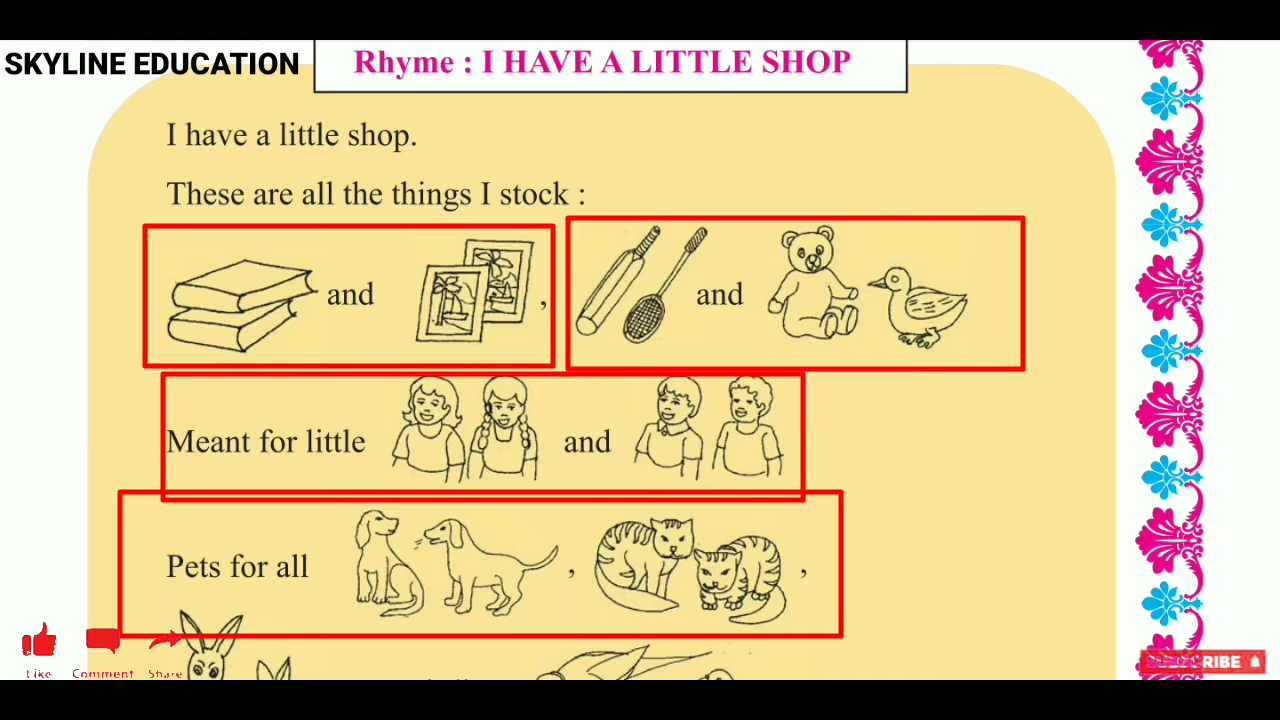 SKYLINE EDUCATION
Rhyme : I HAVE A LITTLE SHOP
I have a little shop.
These are all the things I stock :
and , and
Meant for little and
Pets for all , ,
Like Comment Share
SUBSCRIBE